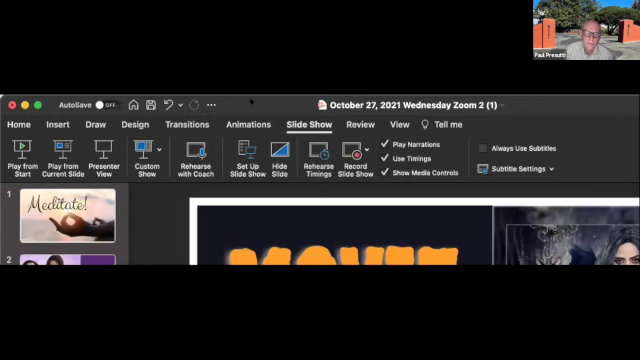 Paul Presutti
AutoSave OFF
October 27, 2021 Wednesday Zoom 2 (1)
Home Insert Draw Design Transitions Animations Slide Show Review View Tell me
Play from Start
Play from Current Slide
Presenter View
Custom Show
Rehearse with Coach
Set Up Slide Show
Hide Slide
Rehearse Timings
Record Slide Show
Play Narrations
Use Timings
Show Media Controls
Always Use Subtitles
Subtitle Settings
1
Meditate!
2